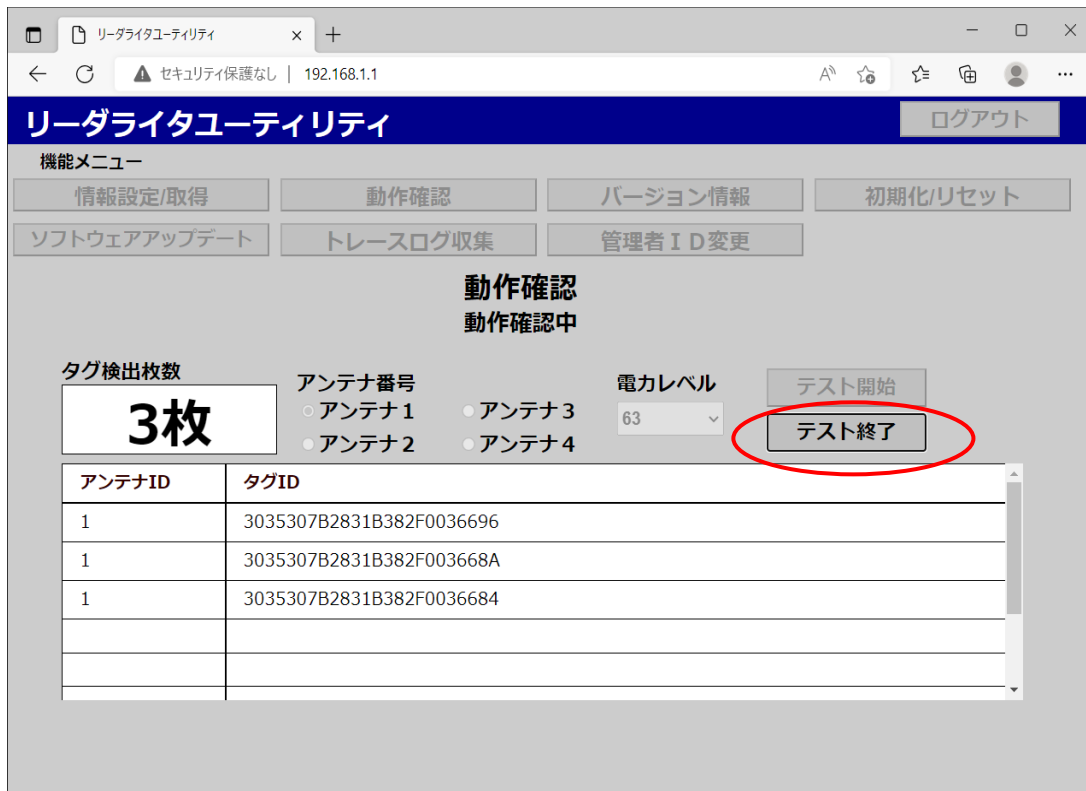 リーダライタユーティリティ
セキュリティ保護なし | 192.168.1.1
リーダライタユーティリティ ログアウト
機能メニュー
情報設定/取得 動作確認 バージョン情報 初期化/リセット
ソフトウェアアップデート トレースログ収集 管理者ＩＤ変更
動作確認
動作確認中
タグ検出枚数 アンテナ番号 電力レベル テスト開始
3枚 アンテナ1 アンテナ3 63 テスト終了
アンテナ2 アンテナ4
アンテナID タグID
1 3035307B2831B382F0036696
1 3035307B2831B382F003668A
1 3035307B2831B382F0036684